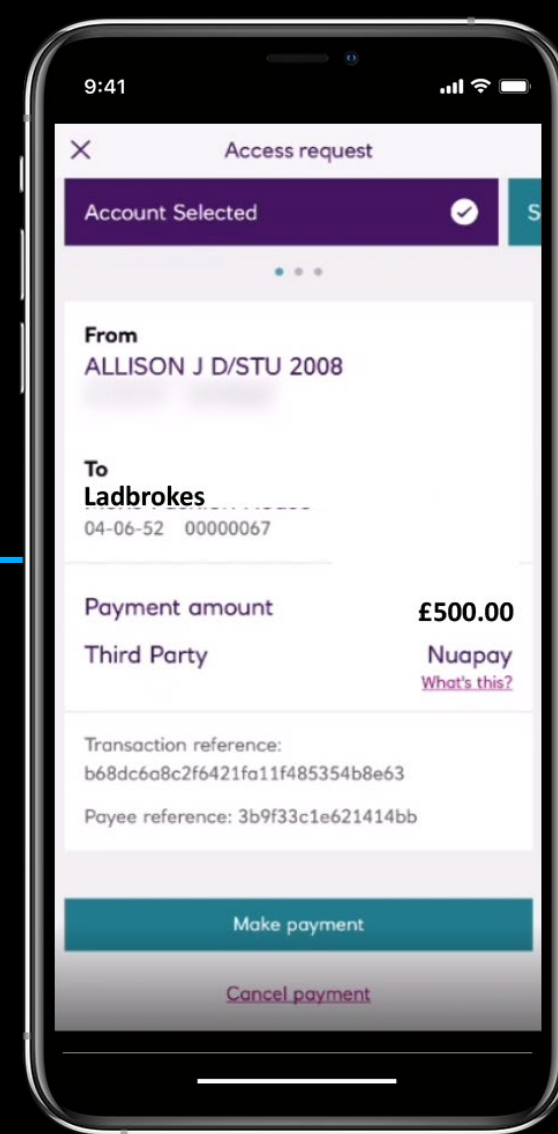 9:41
Access request
Account Selected
S
From
ALLISON J D/STU 2008
To
Ladbrokes
04-06-52 00000067
Payment amount £500.00
Third Party Nuapay
What's this?
Transaction reference:
b68dc6a8c2f6421fa11f485354b8e63
Payee reference: 3b9f33c1e621414bb
Make payment
Cancel payment